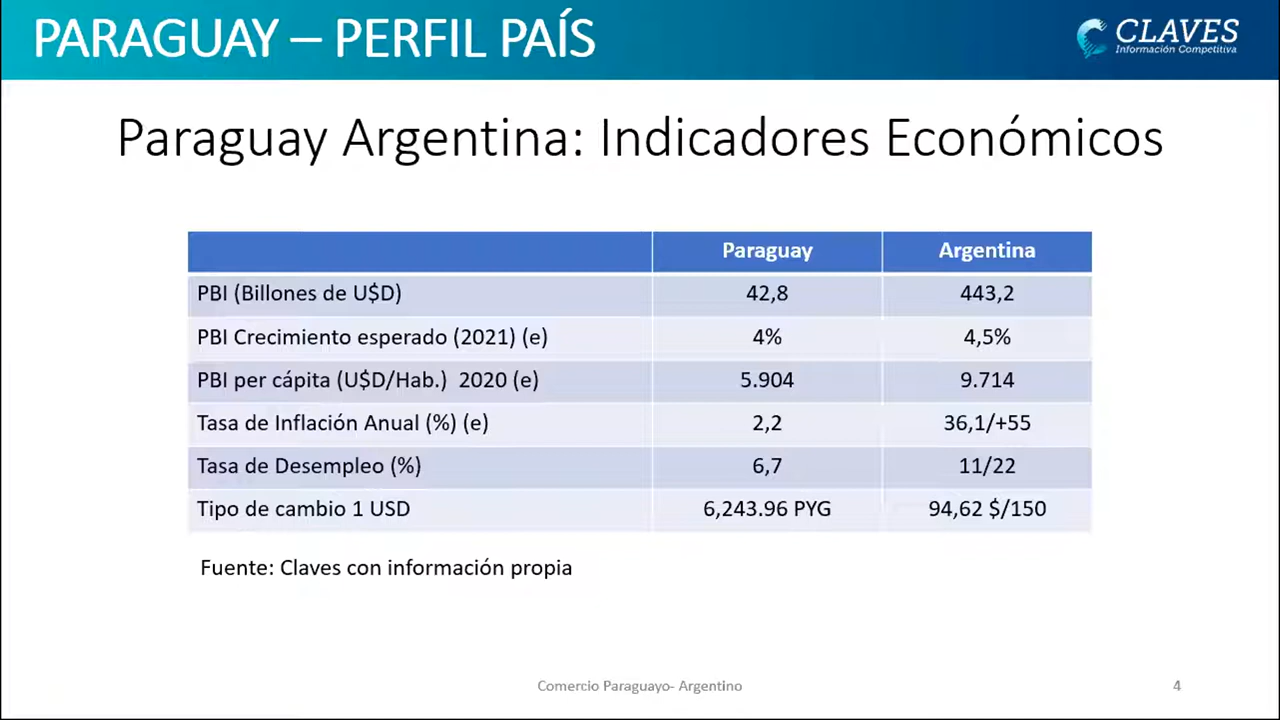 PARAGUAY – PERFIL PAÍS
CLAVES
Información Competitiva
Paraguay Argentina: Indicadores Económicos
Paraguay Argentina
PBI (Billones de U$D) 42,8 443,2
PBI Crecimiento esperado (2021) (e) 4% 4,5%
PBI per cápita (U$D/Hab.) 2020 (e) 5.904 9.714
Tasa de Inflación Anual (%) (e) 2,2 36,1/+55
Tasa de Desempleo (%) 6,7 11/22
Tipo de cambio 1 USD 6,243.96 PYG 94,62 $/150
Fuente: Claves con información propia
Comercio Paraguayo- Argentino 4